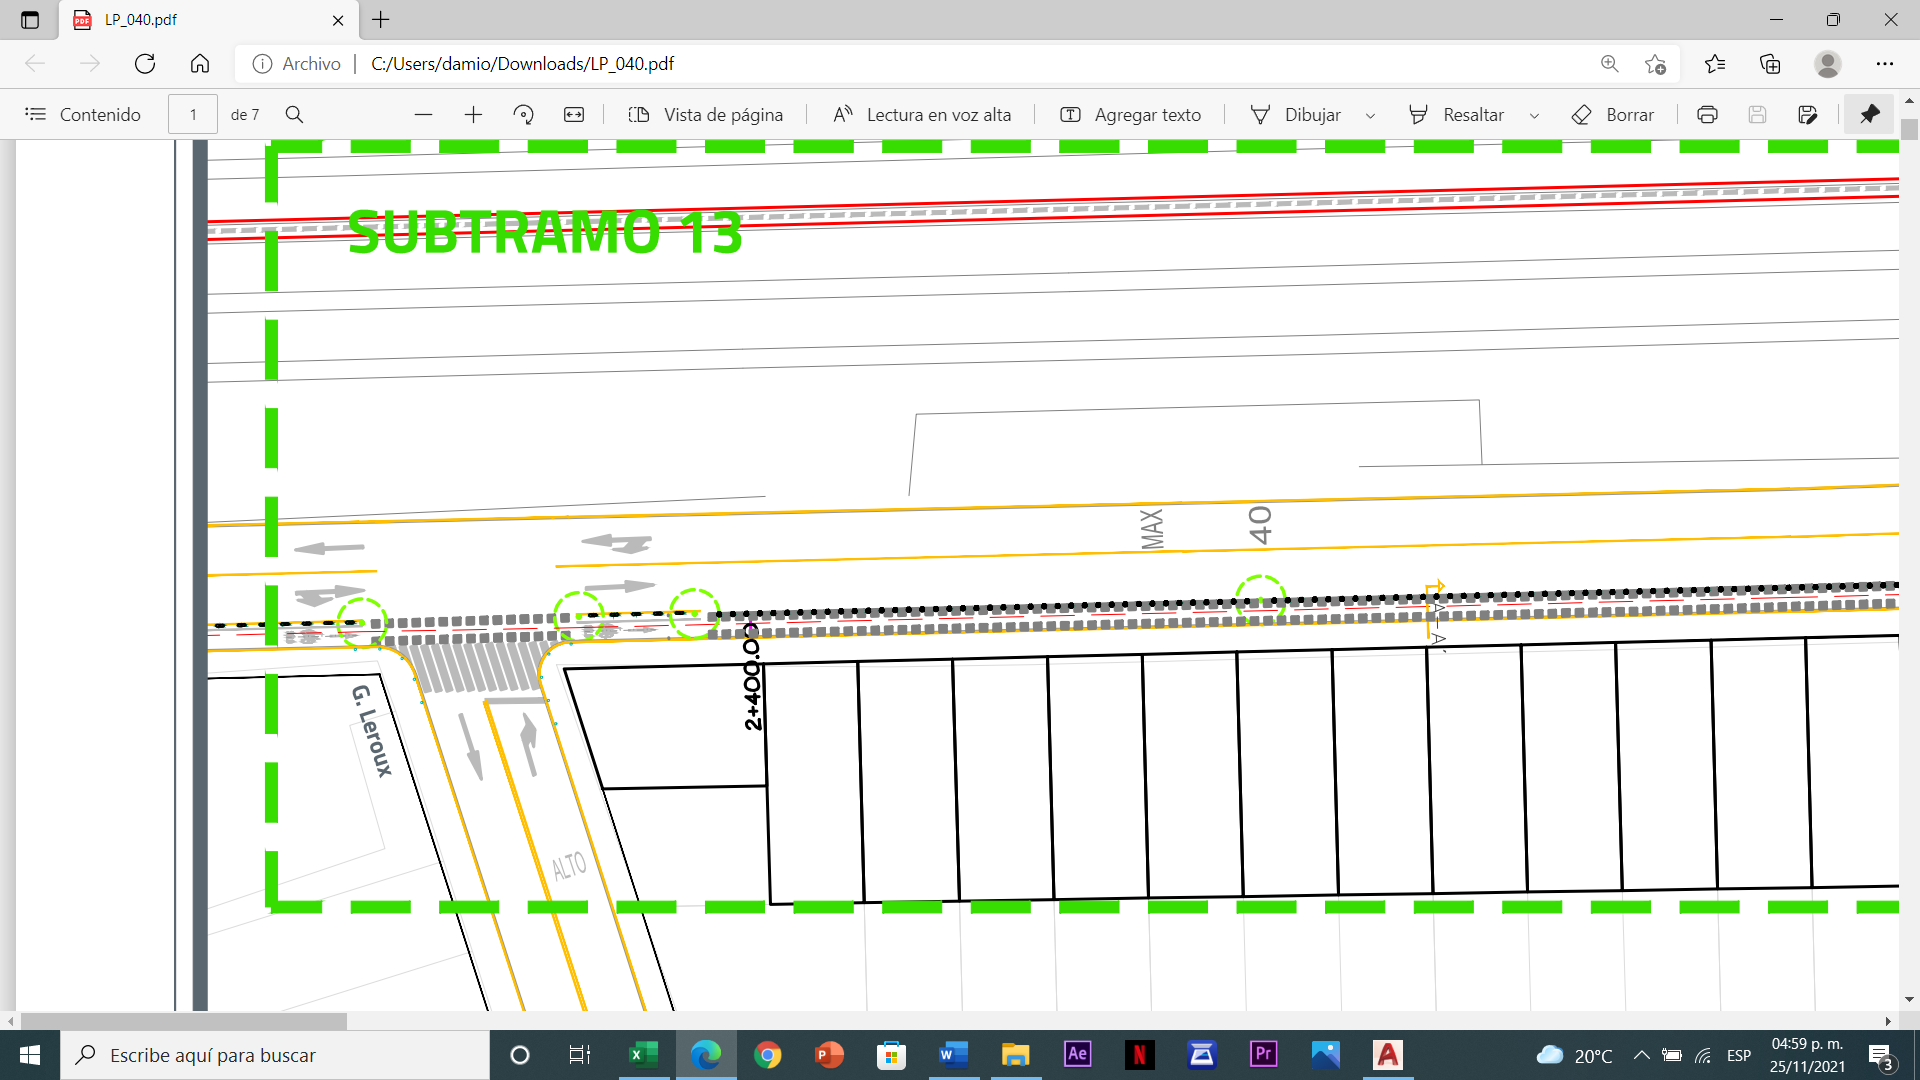 LP_040.pdf
Archivo
C:/Users/damio/Downloads/LP_040.pdf
Contenido
1
de 7
Vista de página
Lectura en voz alta
Agregar texto
Dibujar
Resaltar
Borrar
SUBTRAMO 13
MAX
40
A
A'
2+400.00
G. Leroux
ALTO
Escribe aquí para buscar
20°C
ESP
04:59 p. m.
25/11/2021
3